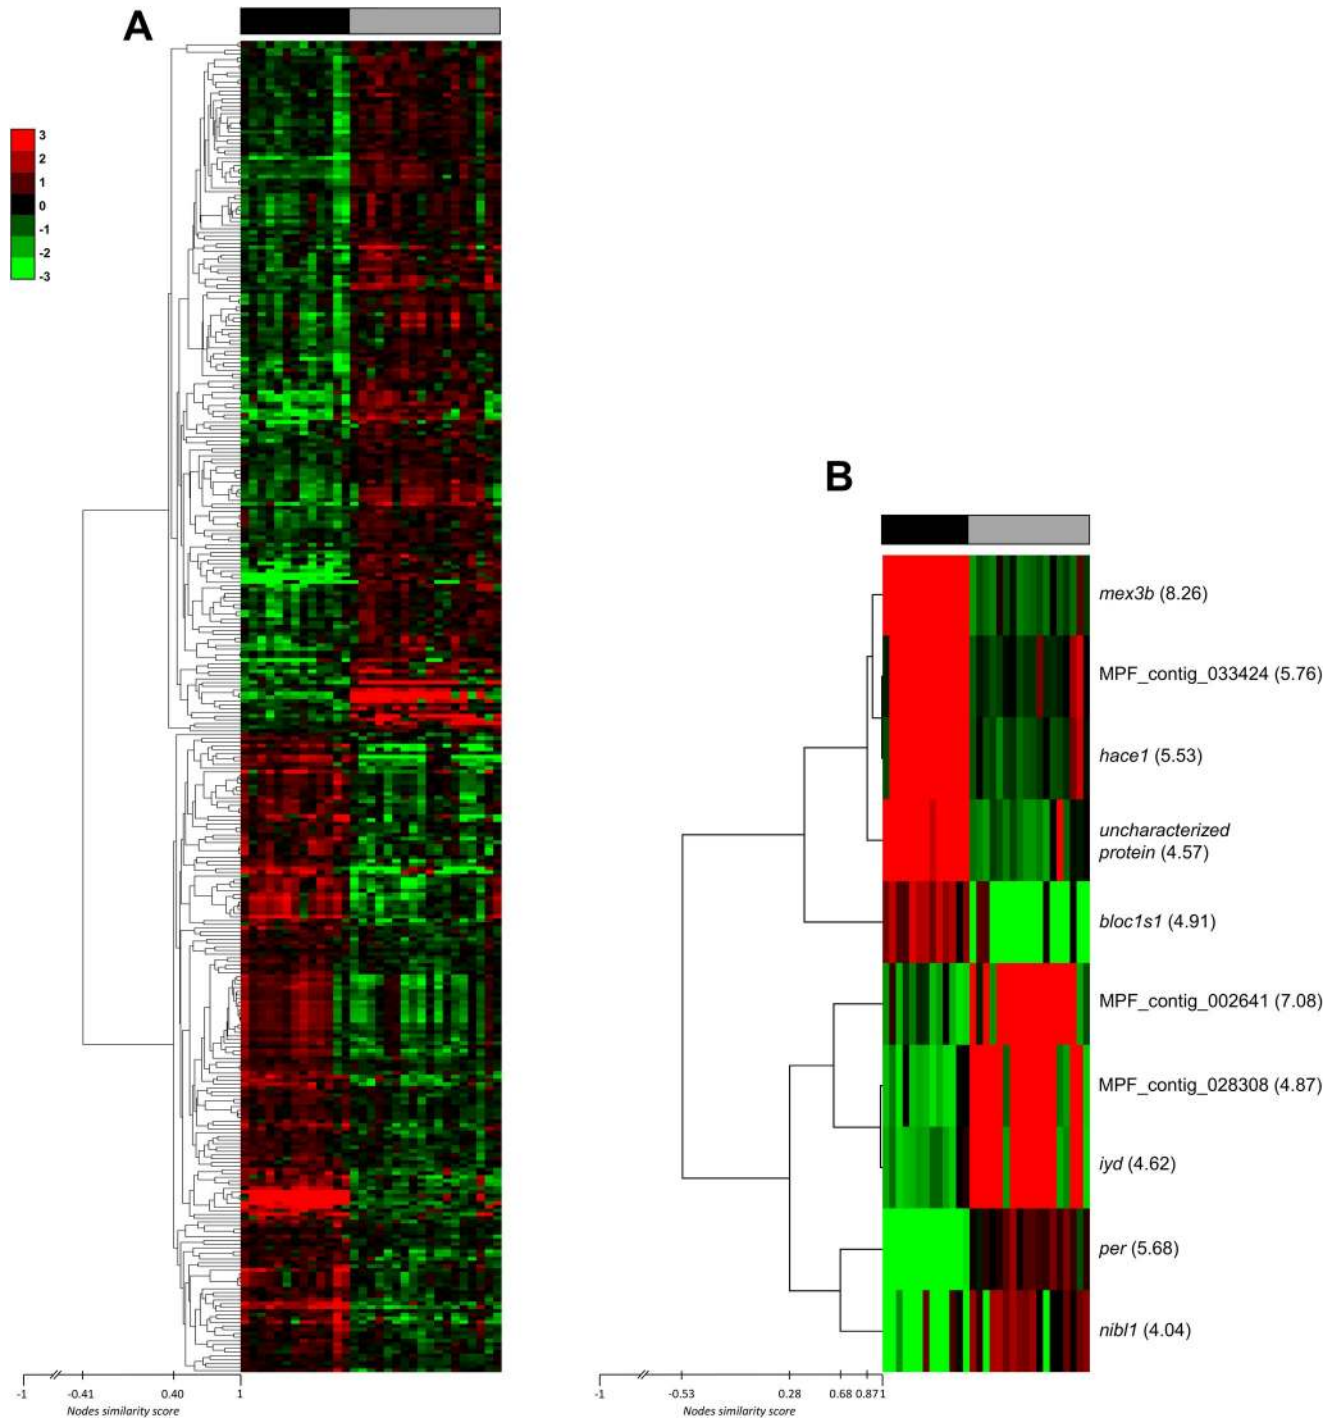 A
3
2
1
0
-1
-2
-3
-1 -0.41 0.40 1
Nodes similarity score
B
mex3b (8.26)
MPF_contig_033424 (5.76)
hace1 (5.53)
uncharacterized
protein (4.57)
bloc1s1 (4.91)
MPF_contig_002641 (7.08)
MPF_contig_028308 (4.87)
iyd (4.62)
per (5.68)
nibl1 (4.04)
-1 -0.53 0.28 0.68 0.871
Nodes similarity score